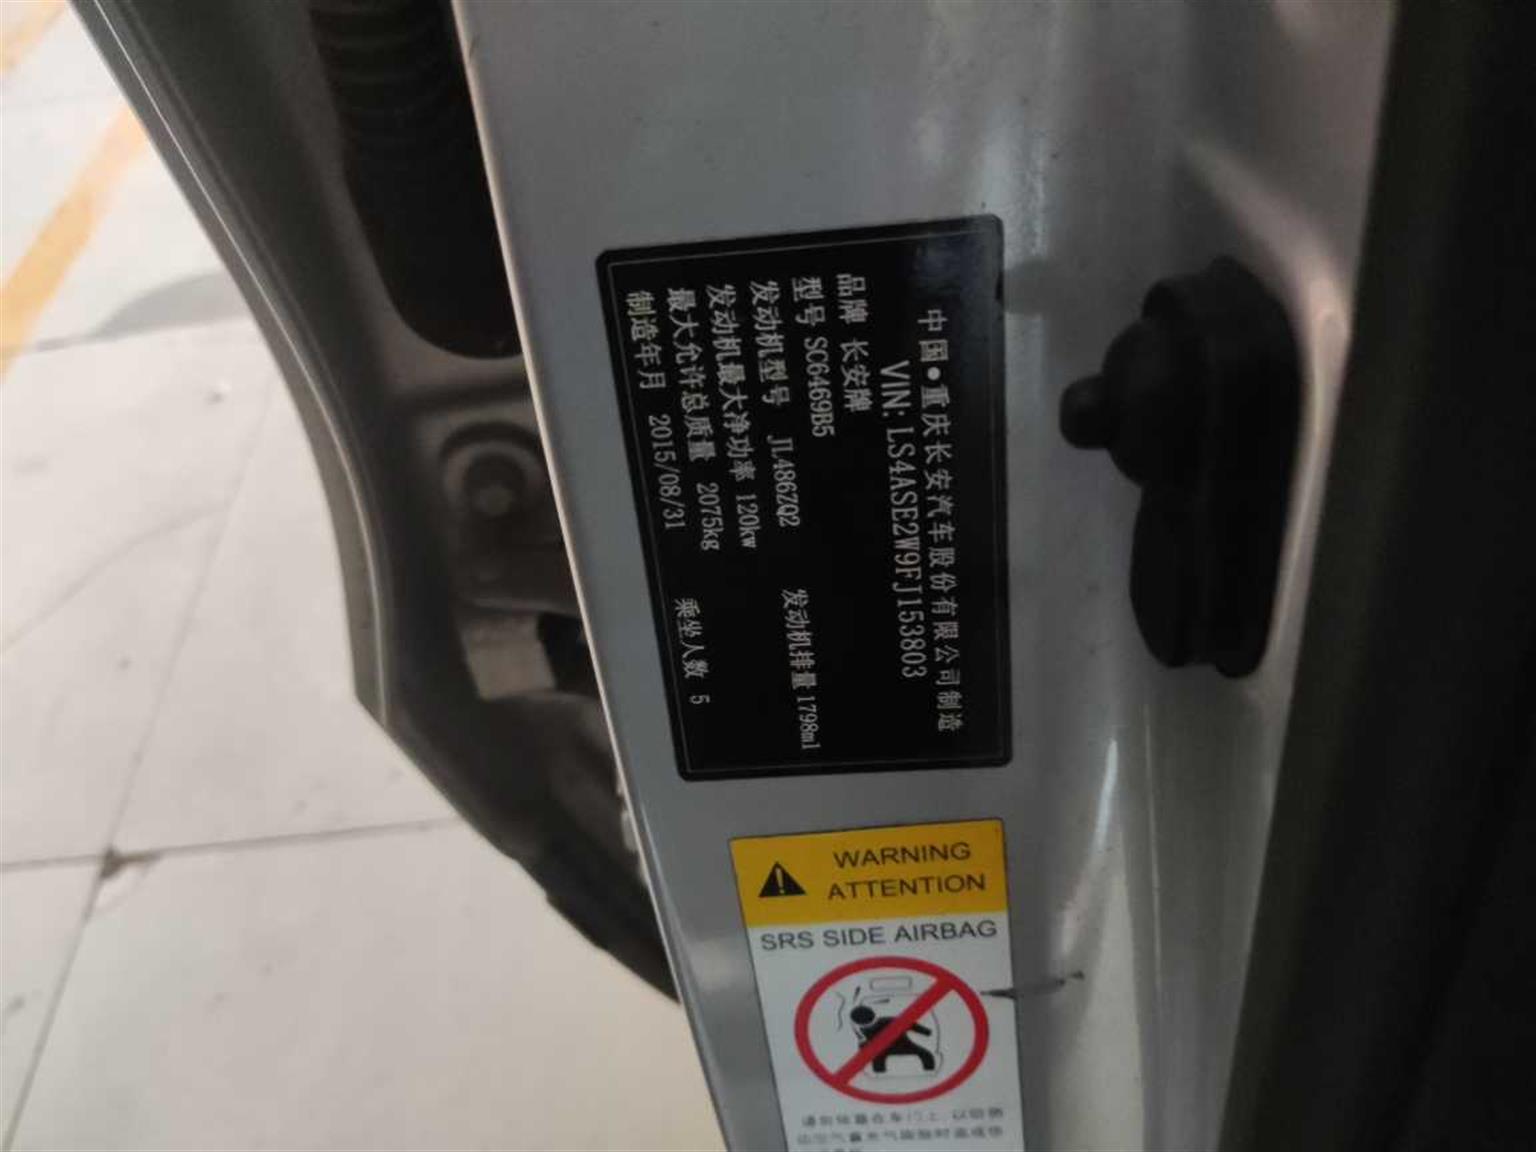 中国•重庆长安汽车股份有限公司制造
VIN: LS4ASE2W9FJ153803
品牌 长安牌
型号 SC6469B5
发动机型号 JL486ZQ2 发动机排量 1798ml
发动机最大净功率 120kw
最大允许总质量 2075kg 乘坐人数 5
制造年月 2015/08/31
WARNING
ATTENTION
SRS SIDE AIRBAG